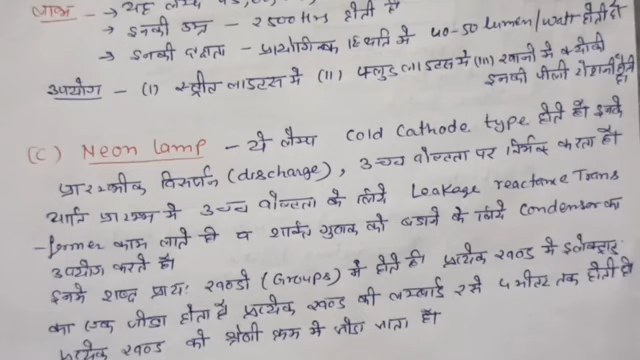 लाभ - → यह लैम्प
→ इनकी उम्र - 2500 Hrs होती है
→ इनकी दक्षता - प्रायोगिक स्थिति में 40-50 lumen/watt होती है
उपयोग - (I) स्ट्रीट लाइटस में (II) फ्लड लाइटस में (III) खानो में क्योकी
इनकी पीली रोशनी होती है।
(C) Neon Lamp - ये लैम्प Cold Cathode type होते है। इनके
प्रारम्भीक विसर्जन (discharge), उच्च वोल्टता पर निर्भर करता है।
यानि प्रारम्भ में उच्च वोल्टता के लिये Leakage reactance Trans
-former काम लाते है व शक्ति गुणक को बढाने के लिये Condensor का
उपयोग करते है।
इनमे शब्द प्रायः खण्डो (Groups) में होते है। प्रत्येक खण्ड में इलेक्ट्रोड
का एक जोडा होता है प्रत्येक खण्ड की लम्बाई 2 से 4 मीटर तक होती है
प्रत्येक खण्ड को श्रेणी क्रम में जोडा जाता है।